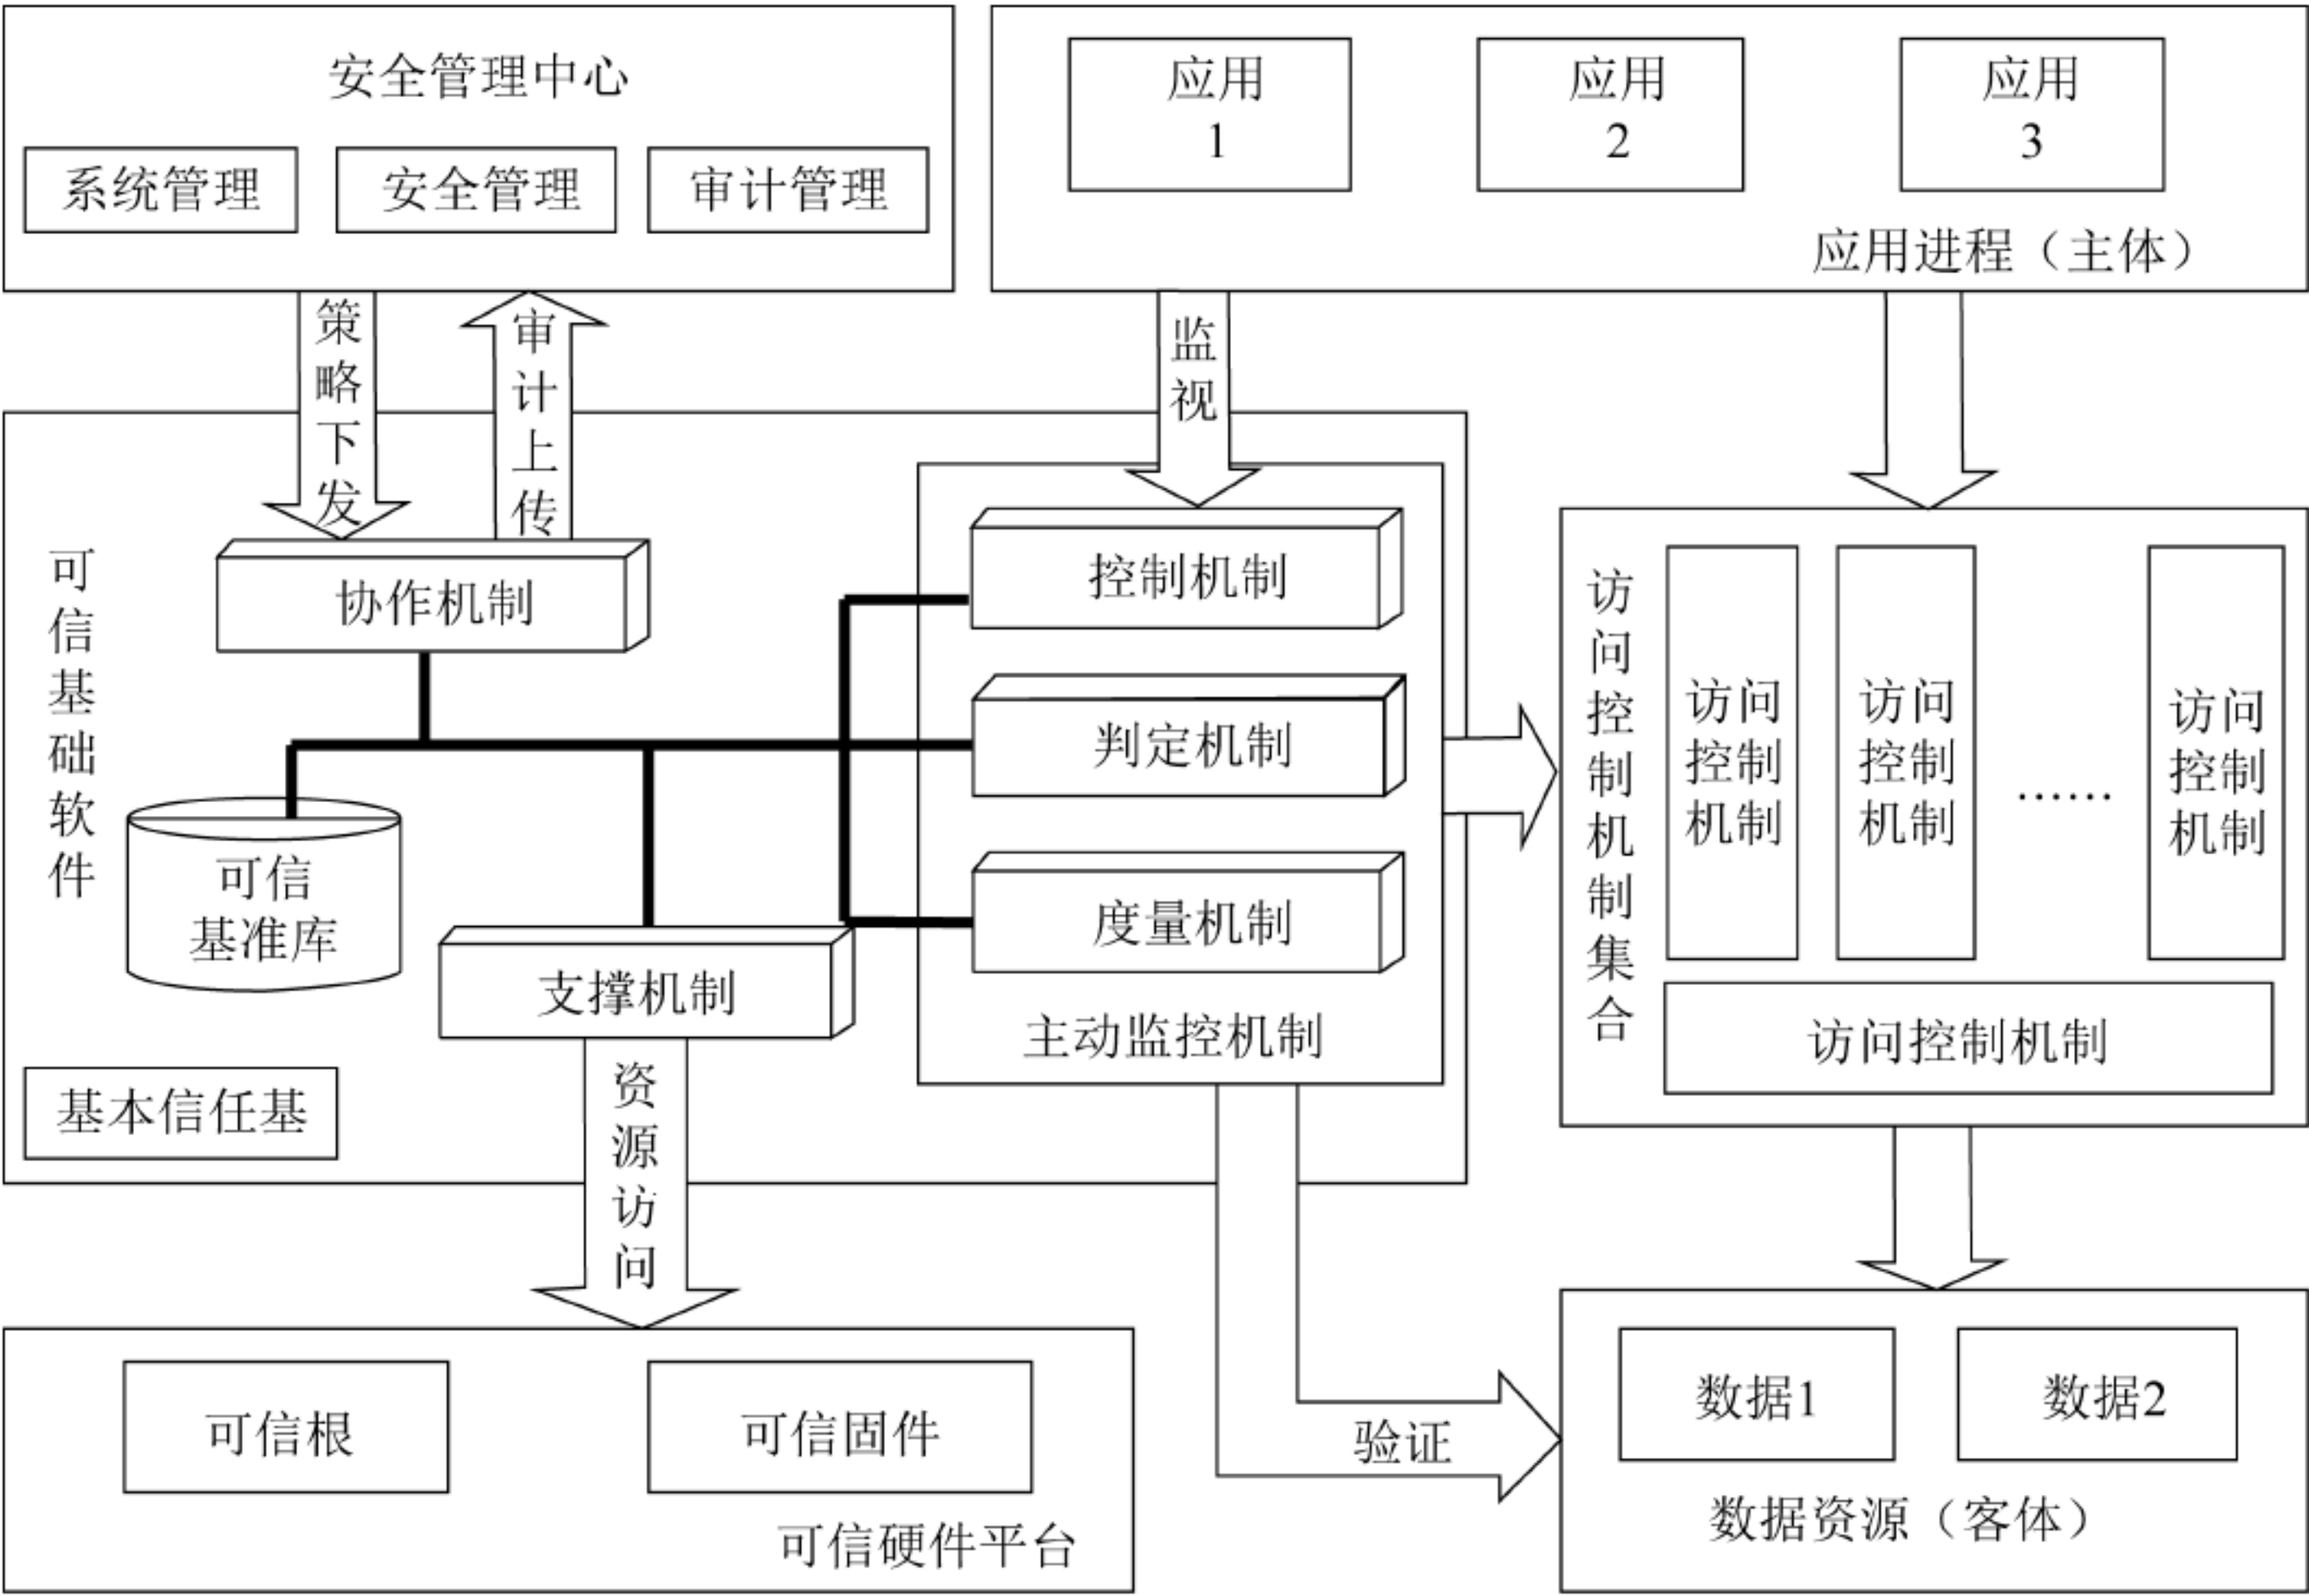 安全管理中心
系统管理
安全管理
审计管理
应用
1
应用
2
应用
3
应用进程（主体）
策略下发
审计上传
监视
可信基础软件
协作机制
可信
基准库
支撑机制
基本信任基
控制机制
判定机制
度量机制
主动监控机制
访问控制机制集合
访问
控制
机制
访问
控制
机制
……
访问
控制
机制
访问控制机制
资源访问
验证
可信根
可信固件
可信硬件平台
数据1
数据2
数据资源（客体）